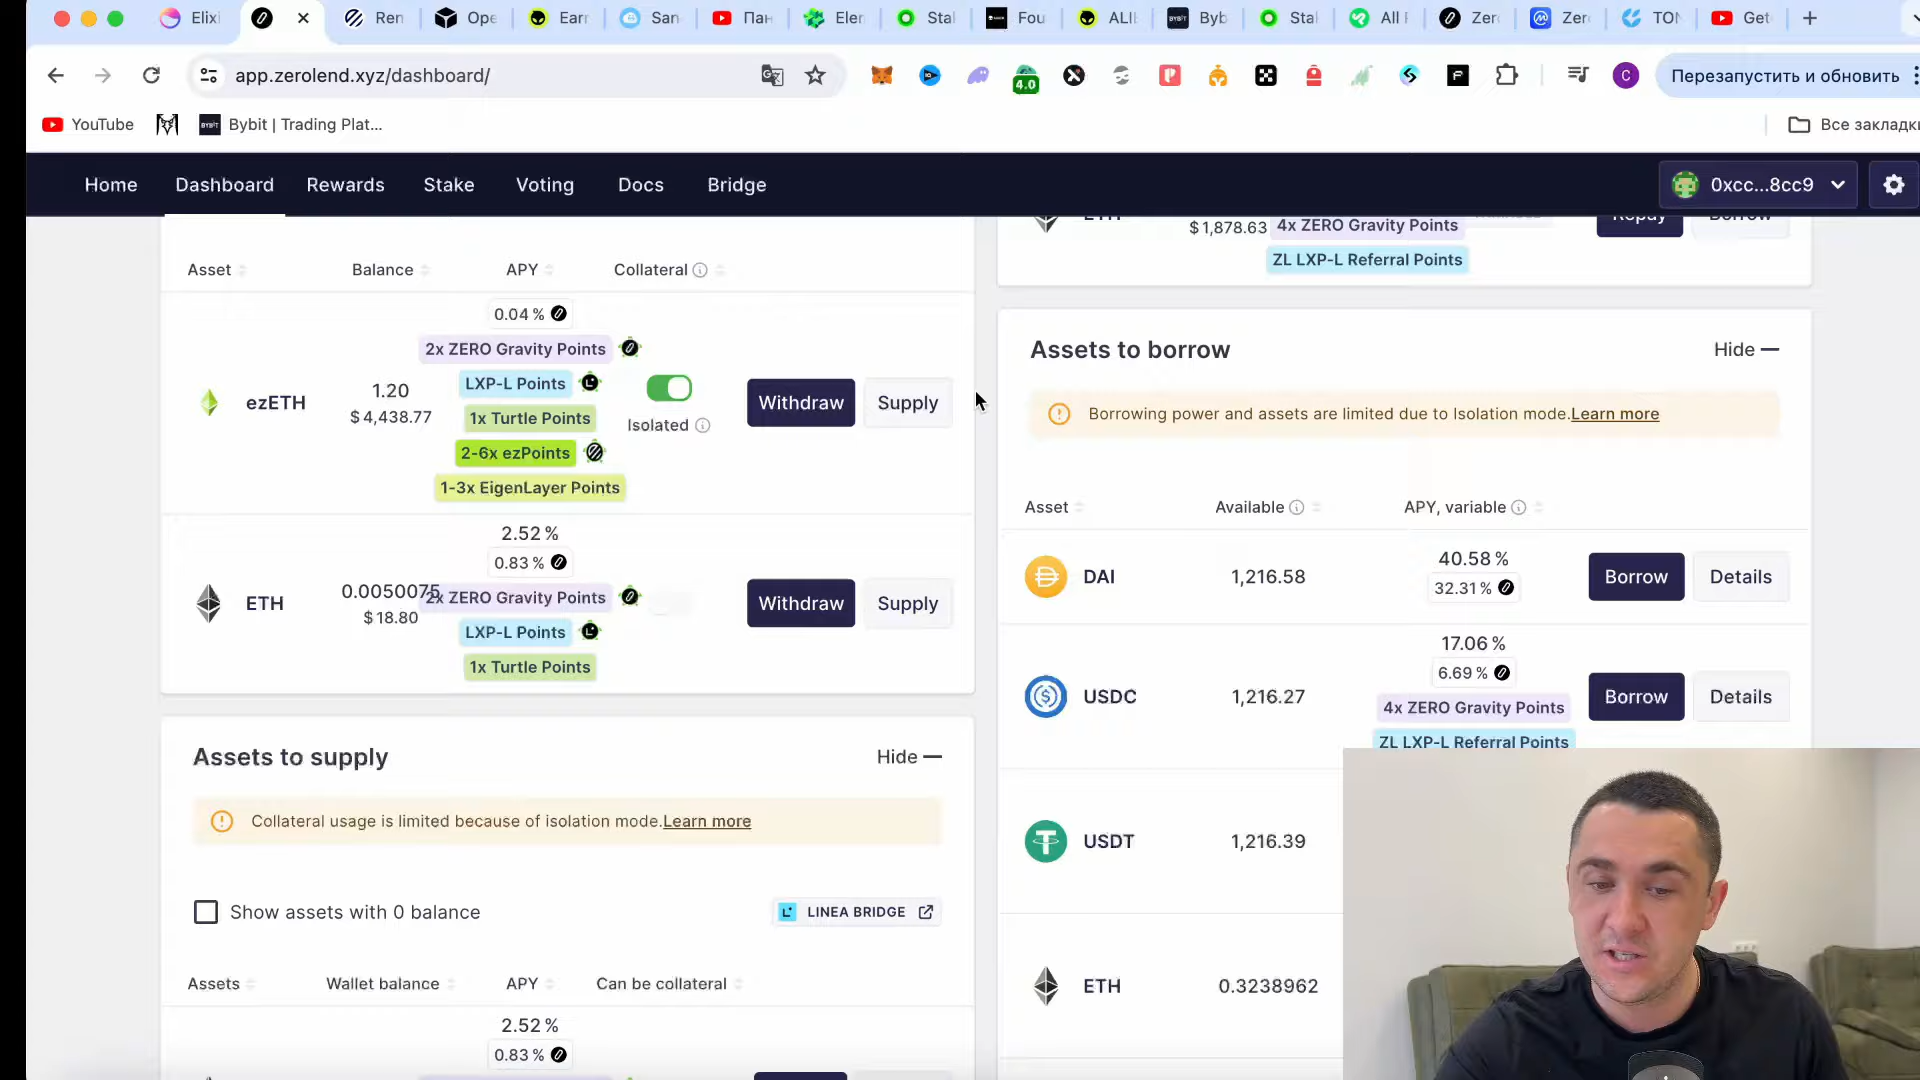 Elixi
Ren
Ope
Earr
San
Пан
Eler
Sta
Fou
ALI
Byb
Sta
All F
Zer
Zer
TON
Get
app.zerolend.xyz/dashboard/
4.0
C
Перезапустить и обновить
YouTube
Bybit | Trading Plat...
Все закладки
Home
Dashboard
Rewards
Stake
Voting
Docs
Bridge
0xcc...8cc9
Asset
Balance
APY
Collateral
0.04 %
2x ZERO Gravity Points
LXP-L Points
1x Turtle Points
2-6x ezPoints
1-3x EigenLayer Points
ezETH
1.20
$ 4,438.77
Isolated
Withdraw
Supply
2.52 %
0.83 %
ETH
0.0050075
$ 18.80
2x ZERO Gravity Points
LXP-L Points
1x Turtle Points
Withdraw
Supply
Assets to supply
Hide
Collateral usage is limited because of isolation mode.Learn more
Show assets with 0 balance
LINEA BRIDGE
Assets
Wallet balance
APY
Can be collateral
2.52 %
0.83 %
ETH
$ 1,878.63
4x ZERO Gravity Points
ZL LXP-L Referral Points
Repay
Borrow
Assets to borrow
Hide
Borrowing power and assets are limited due to Isolation mode.Learn more
Asset
Available
APY, variable
DAI
1,216.58
40.58 %
32.31 %
Borrow
Details
USDC
1,216.27
17.06 %
6.69 %
4x ZERO Gravity Points
ZL LXP-L Referral Points
Borrow
Details
USDT
1,216.39
ETH
0.3238962